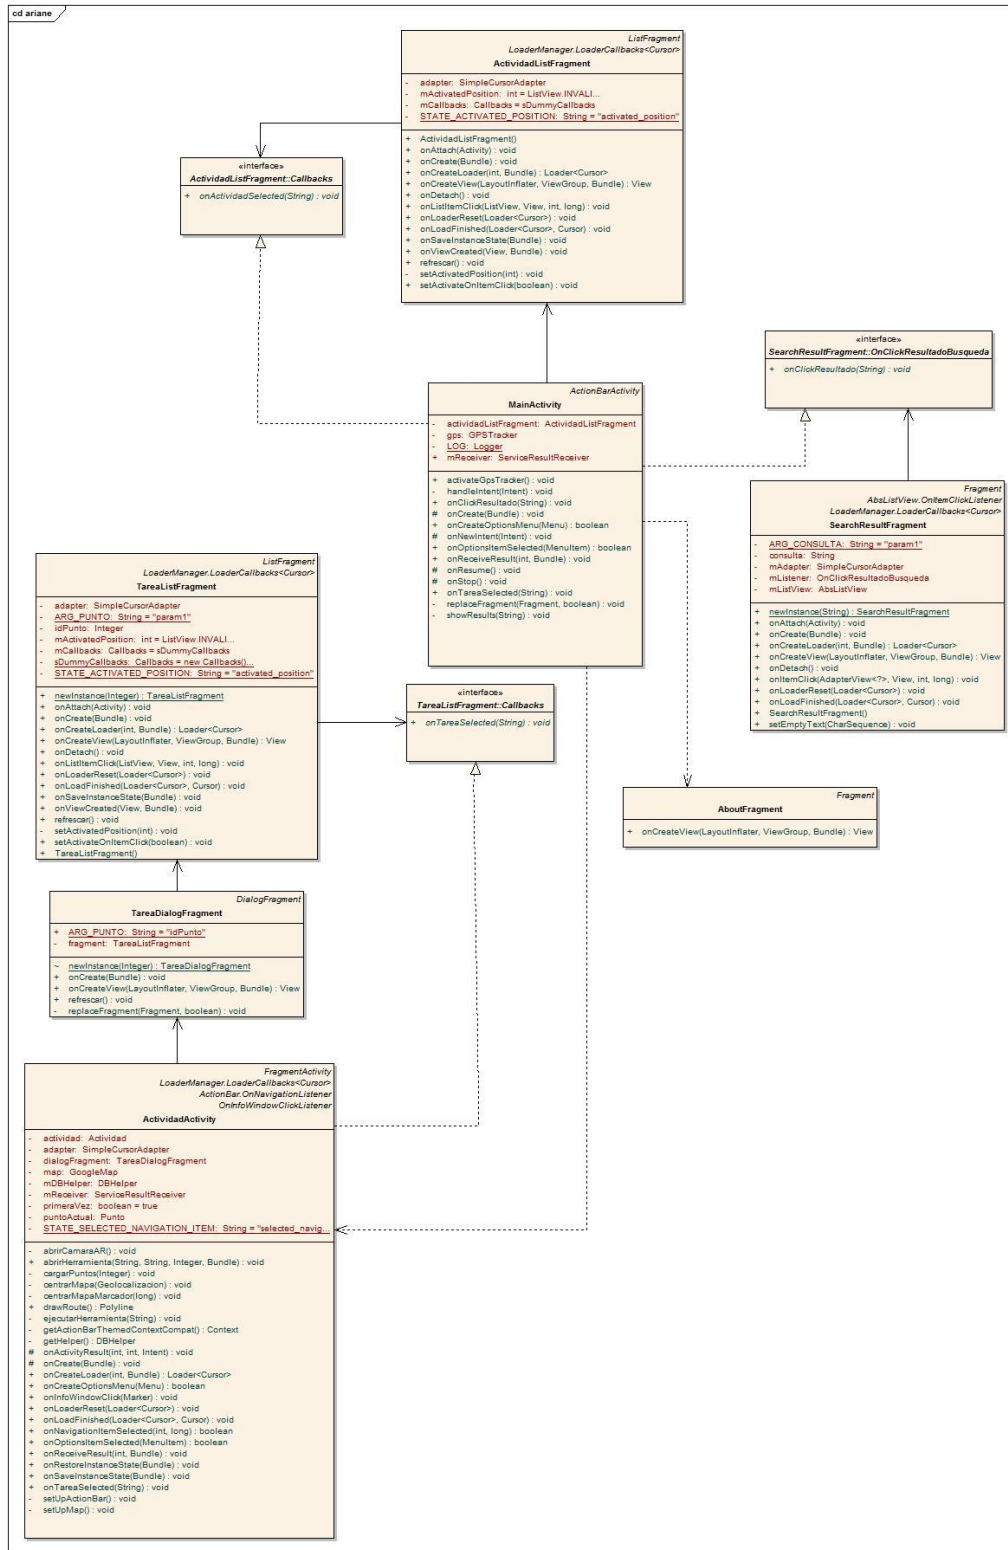 cd ariane
ListFragment
LoaderManager.LoaderCallbacks<Cursor>
ActividadListFragment
- adapter: SimpleCursorAdapter
- mActivatedPosition: int = ListView.INVALI...
- mCallbacks: Callbacks = sDummyCallbacks
- STATE_ACTIVATED_POSITION: String = "activated_position"
+ ActividadListFragment()
+ onAttach(Activity) : void
+ onCreate(Bundle) : void
+ onCreateLoader(int, Bundle) : Loader<Cursor>
+ onCreateView(LayoutInflater, ViewGroup, Bundle) : View
+ onDetach() : void
+ onListItemClick(ListView, View, int, long) : void
+ onLoaderReset(Loader<Cursor>) : void
+ onLoadFinished(Loader<Cursor>, Cursor) : void
+ onSaveInstanceState(Bundle) : void
+ onViewCreated(View, Bundle) : void
+ refrescar() : void
- setActivatedPosition(int) : void
+ setActivateOnItemClick(boolean) : void
«interface»
ActividadListFragment::Callbacks
+ onActividadSelected(String) : void
«interface»
SearchResultFragment::OnClickResultadoBusqueda
+ onClickResultado(String) : void
ActionBarActivity
MainActivity
- actividadListFragment: ActividadListFragment
- gps: GPSTracker
- LOG: Logger
+ mReceiver: ServiceResultReceiver
+ activateGpsTracker() : void
- handleIntent(Intent) : void
+ onClickResultado(String) : void
# onCreate(Bundle) : void
+ onCreateOptionsMenu(Menu) : boolean
# onNewIntent(Intent) : void
+ onOptionsItemSelected(MenuItem) : boolean
+ onReceiveResult(int, Bundle) : void
# onResume() : void
# onStop() : void
+ onTareaSelected(String) : void
- replaceFragment(Fragment, boolean) : void
- showResults(String) : void
Fragment
AbsListView.OnItemClickListener
LoaderManager.LoaderCallbacks<Cursor>
SearchResultFragment
- ARG_CONSULTA: String = "param1"
- consulta: String
- mAdapter: SimpleCursorAdapter
- mListener: OnClickResultadoBusqueda
- mListView: AbsListView
+ newInstance(String) : SearchResultFragment
+ onAttach(Activity) : void
+ onCreate(Bundle) : void
+ onCreateLoader(int, Bundle) : Loader<Cursor>
+ onCreateView(LayoutInflater, ViewGroup, Bundle) : View
+ onDetach() : void
+ onItemClick(AdapterView<?>, View, int, long) : void
+ onLoaderReset(Loader<Cursor>) : void
+ onLoadFinished(Loader<Cursor>, Cursor) : void
+ SearchResultFragment()
+ setEmptyText(CharSequence) : void
ListFragment
LoaderManager.LoaderCallbacks<Cursor>
TareaListFragment
- adapter: SimpleCursorAdapter
- ARG_PUNTO: String = "param1"
- idPunto: Integer
- mActivatedPosition: int = ListView.INVALI...
- mCallbacks: Callbacks = sDummyCallbacks
- sDummyCallbacks: Callbacks = new Callbacks()...
- STATE_ACTIVATED_POSITION: String = "activated_position"
+ newInstance(Integer) : TareaListFragment
+ onAttach(Activity) : void
+ onCreate(Bundle) : void
+ onCreateLoader(int, Bundle) : Loader<Cursor>
+ onCreateView(LayoutInflater, ViewGroup, Bundle) : View
+ onDetach() : void
+ onListItemClick(ListView, View, int, long) : void
+ onLoaderReset(Loader<Cursor>) : void
+ onLoadFinished(Loader<Cursor>, Cursor) : void
+ onSaveInstanceState(Bundle) : void
+ onViewCreated(View, Bundle) : void
+ refrescar() : void
- setActivatedPosition(int) : void
+ setActivateOnItemClick(boolean) : void
+ TareaListFragment()
«interface»
TareaListFragment::Callbacks
+ onTareaSelected(String) : void
Fragment
AboutFragment
+ onCreateView(LayoutInflater, ViewGroup, Bundle) : View
DialogFragment
TareaDialogFragment
+ ARG_PUNTO: String = "idPunto"
- fragment: TareaListFragment
~ newInstance(Integer) : TareaDialogFragment
+ onCreate(Bundle) : void
+ onCreateView(LayoutInflater, ViewGroup, Bundle) : View
+ refrescar() : void
- replaceFragment(Fragment, boolean) : void
FragmentActivity
LoaderManager.LoaderCallbacks<Cursor>
ActionBar.OnNavigationListener
OnInfoWindowClickListener
ActividadActivity
- actividad: Actividad
- adapter: SimpleCursorAdapter
- dialogFragment: TareaDialogFragment
- map: GoogleMap
- mDBHelper: DBHelper
- mReceiver: ServiceResultReceiver
- primeraVez: boolean = true
- puntoActual: Punto
- STATE_SELECTED_NAVIGATION_ITEM: String = "selected_navig...
- abrirCamaraAR() : void
+ abrirHerramienta(String, String, Integer, Bundle) : void
- cargarPuntos(Integer) : void
- centrarMapa(Geolocalizacion) : void
- centrarMapaMarcador(long) : void
+ drawRoute() : Polyline
- ejecutarHerramienta(String) : void
- getActionBarThemedContextCompat() : Context
- getHelper() : DBHelper
# onActivityResult(int, int, Intent) : void
# onCreate(Bundle) : void
+ onCreateLoader(int, Bundle) : Loader<Cursor>
+ onCreateOptionsMenu(Menu) : boolean
+ onInfoWindowClick(Marker) : void
+ onLoaderReset(Loader<Cursor>) : void
+ onLoadFinished(Loader<Cursor>, Cursor) : void
+ onNavigationItemSelected(int, long) : boolean
+ onOptionsItemSelected(MenuItem) : boolean
+ onReceiveResult(int, Bundle) : void
+ onRestoreInstanceState(Bundle) : void
+ onSaveInstanceState(Bundle) : void
+ onTareaSelected(String) : void
- setUpActionBar() : void
- setUpMap() : void